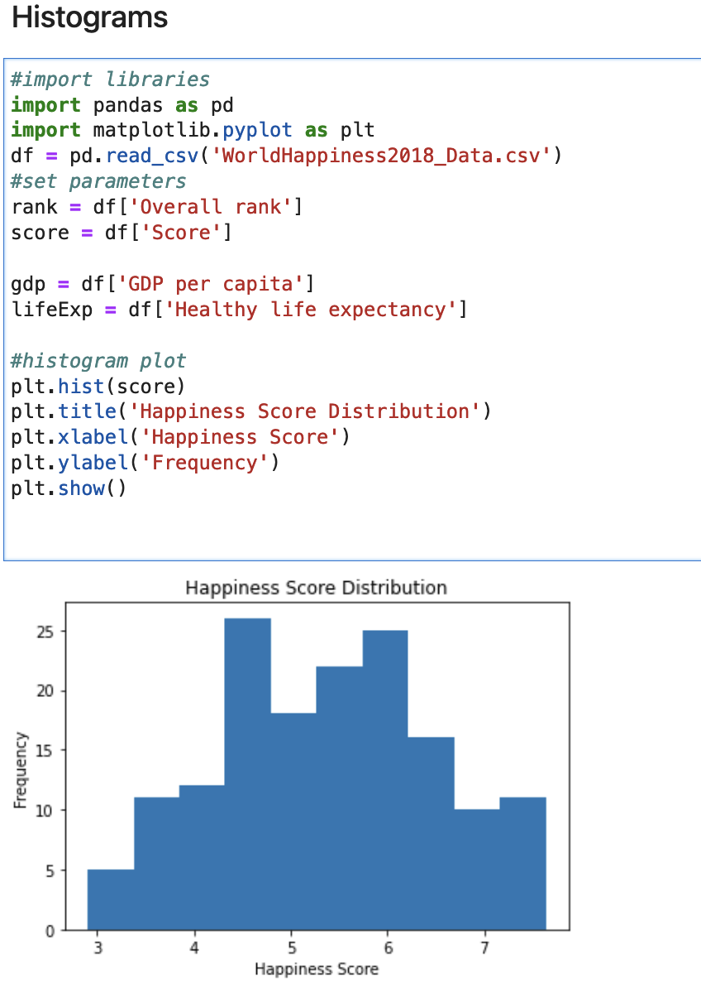 Histograms
#import libraries
import pandas as pd
import matplotlib.pyplot as plt
df = pd.read_csv('WorldHappiness2018_Data.csv')
#set parameters
rank = df['Overall rank']
score = df['Score']
gdp = df['GDP per capita']
lifeExp = df['Healthy life expectancy']
#histogram plot
plt.hist(score)
plt.title('Happiness Score Distribution')
plt.xlabel('Happiness Score')
plt.ylabel('Frequency')
plt.show()
Happiness Score Distribution
25
20
15
10
5
0
Frequency
3 4 5 6 7
Happiness Score